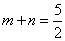 m+n = 5/2